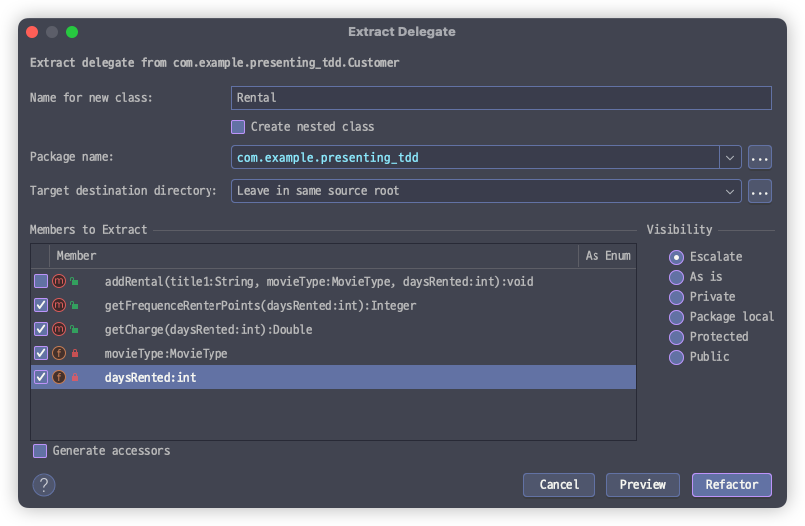 Extract Delegate
Extract delegate from com.example.presenting_tdd.Customer
Name for new class: Rental
Create nested class
Package name: com.example.presenting_tdd ...
Target destination directory: Leave in same source root ...
Members to Extract Visibility
Member As Enum
m addRental(title1:String, movieType:MovieType, daysRented:int):void
m getFrequenceRenterPoints(daysRented:int):Integer
m getCharge(daysRented:int):Double
f movieType:MovieType
f daysRented:int
Escalate
As is
Private
Package local
Protected
Public
Generate accessors
? Cancel Preview Refactor